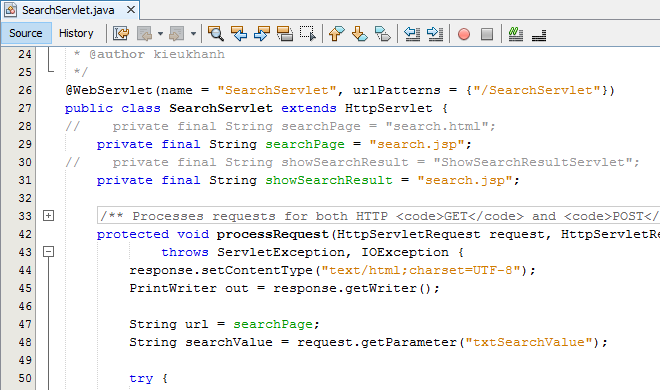 SearchServlet.java
Source History
24 * @author kieukhanh
25 */
26 @WebServlet(name = "SearchServlet", urlPatterns = {"/SearchServlet"})
27 public class SearchServlet extends HttpServlet {
28 //    private final String searchPage = "search.html";
29 private final String searchPage = "search.jsp";
30 //    private final String showSearchResult = "ShowSearchResultServlet";
31 private final String showSearchResult = "search.jsp";
32
33 /** Processes requests for both HTTP <code>GET</code> and <code>POST</
42 protected void processRequest(HttpServletRequest request, HttpServletRe
43 throws ServletException, IOException {
44 response.setContentType("text/html;charset=UTF-8");
45 PrintWriter out = response.getWriter();
46
47 String url = searchPage;
48 String searchValue = request.getParameter("txtSearchValue");
49
50 try {